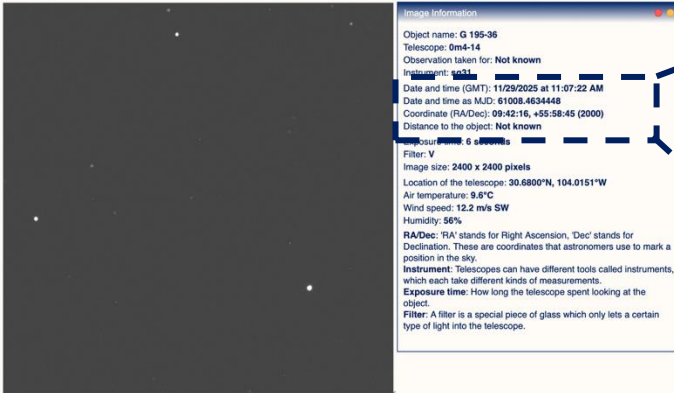 Image Information
Object name: G 195-36
Telescope: 0m4-14
Observation taken for: Not known
Instrument: sq31
Date and time (GMT): 11/29/2025 at 11:07:22 AM
Date and time as MJD: 61008.4634448
Coordinate (RA/Dec): 09:42:16, +55:58:45 (2000)
Distance to the object: Not known
Exposure time: 6 seconds
Filter: V
Image size: 2400 x 2400 pixels
Location of the telescope: 30.6800°N, 104.0151°W
Air temperature: 9.6°C
Wind speed: 12.2 m/s SW
Humidity: 56%
RA/Dec: 'RA' stands for Right Ascension, 'Dec' stands for
Declination. These are coordinates that astronomers use to mark a
position in the sky.
Instrument: Telescopes can have different tools called instruments,
which each take different kinds of measurements.
Exposure time: How long the telescope spent looking at the
object.
Filter: A filter is a special piece of glass which only lets a certain
type of light into the telescope.